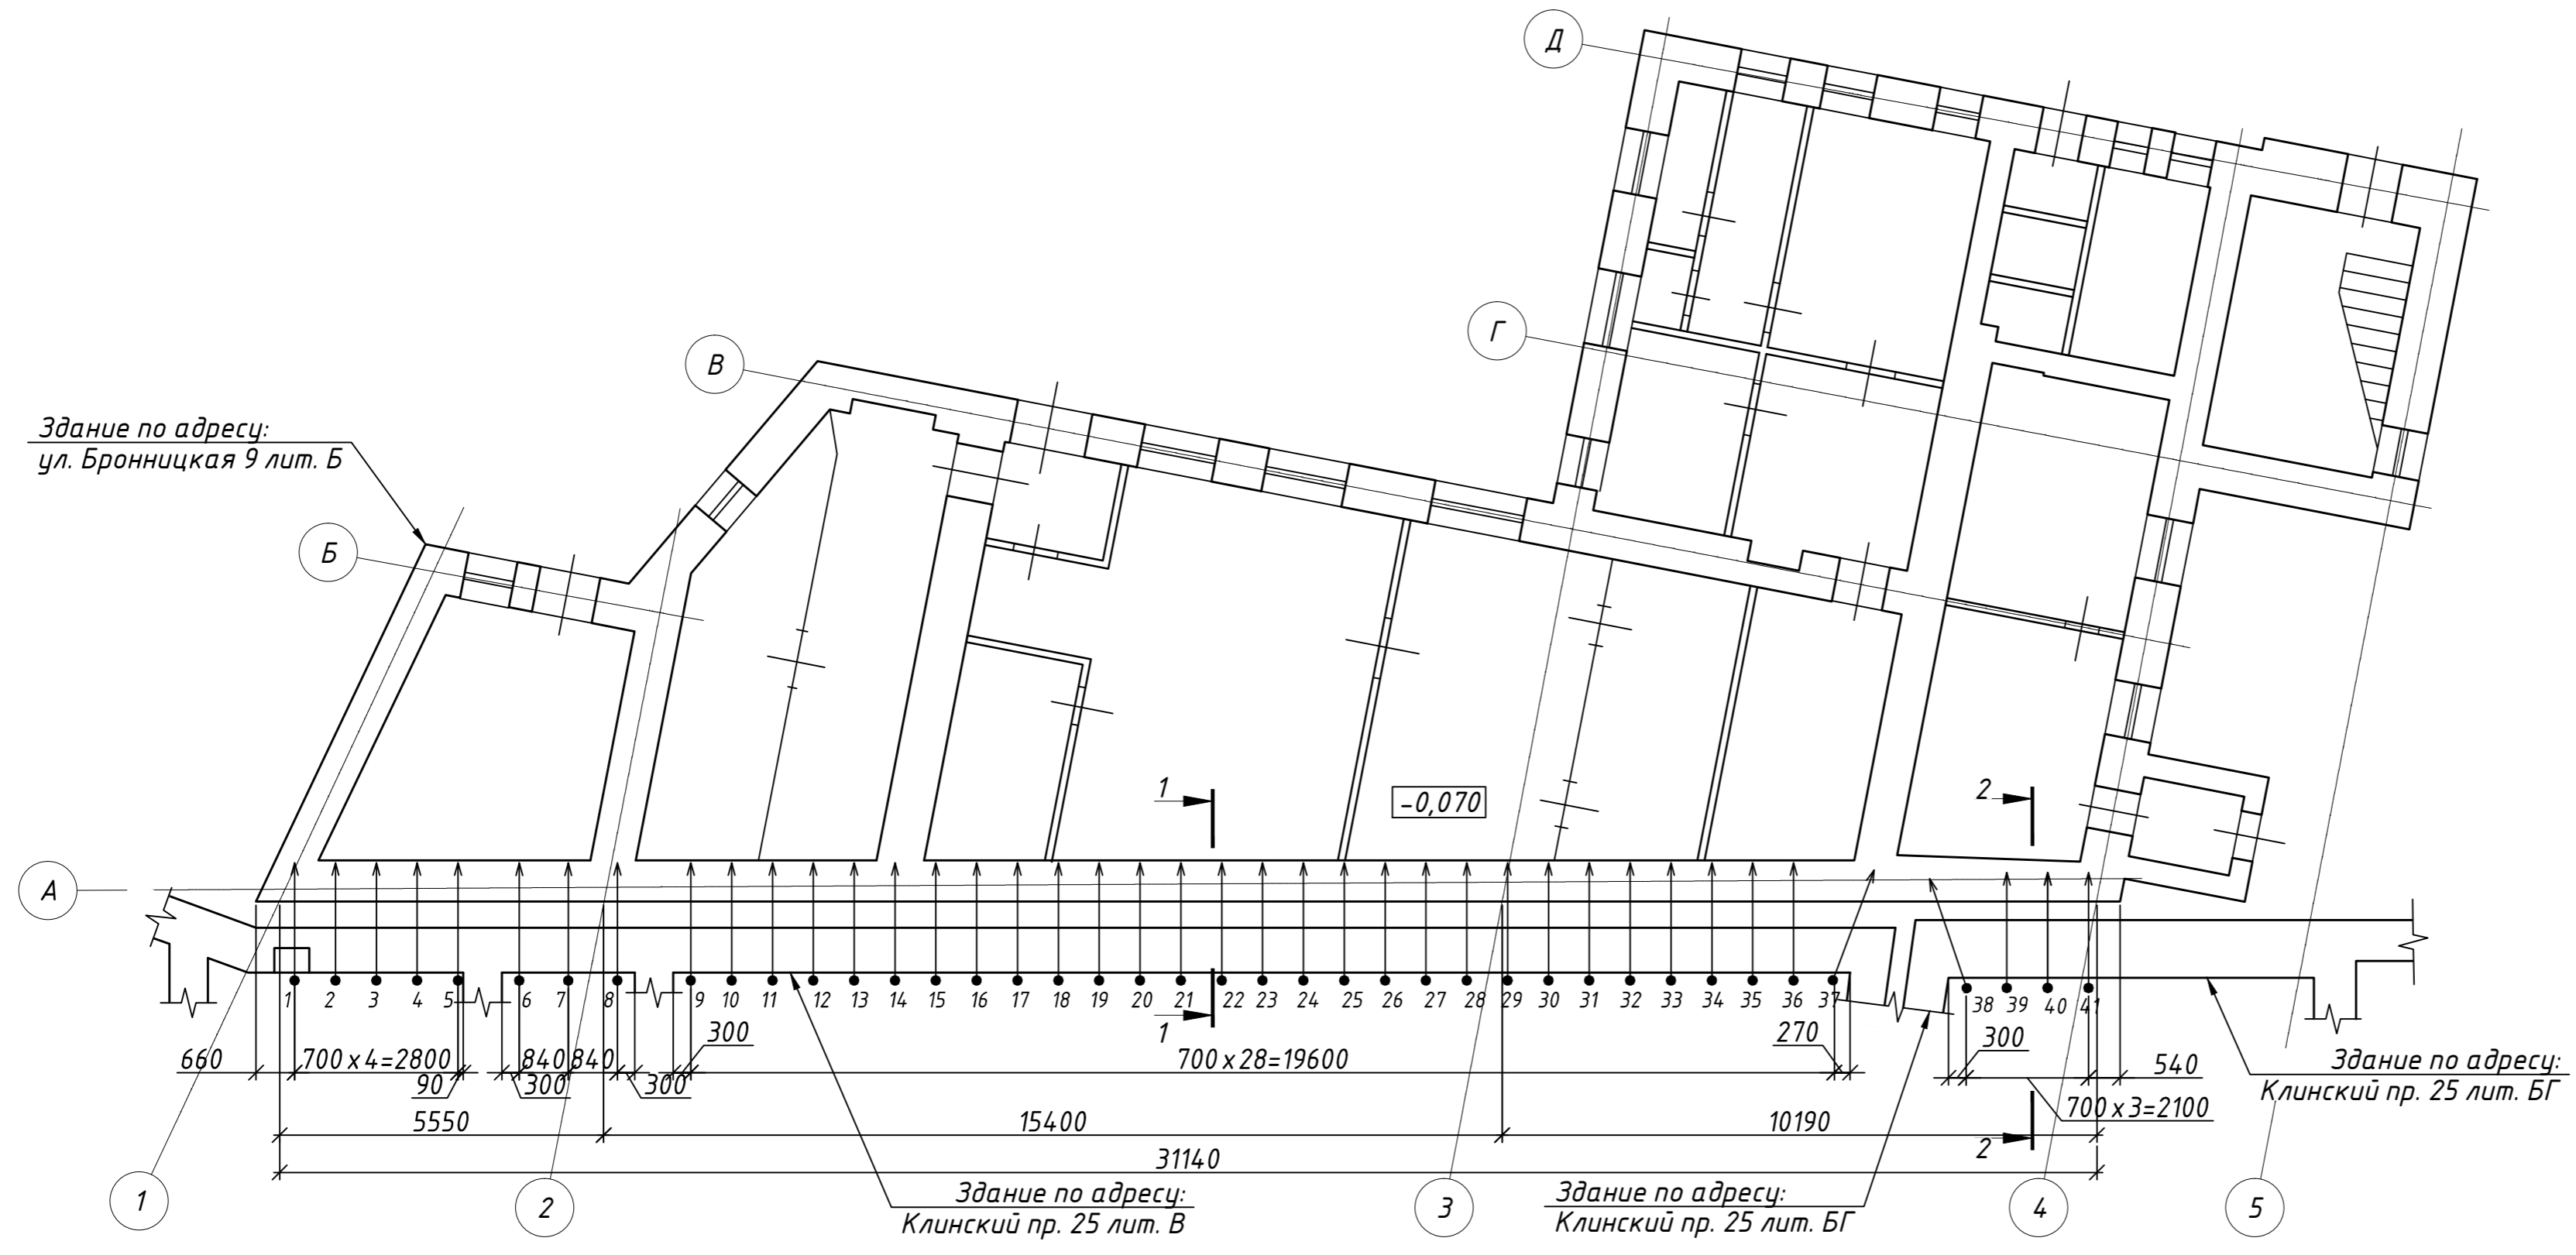 Д
Г
В
Здание по адресу:
ул. Бронницкая 9 лит. Б
Б
1
-0,070
2
А
1 2 3 4 5 6 7 8 9 10 11 12 13 14 15 16 17 18 19 20 21 22 23 24 25 26 27 28 29 30 31 32 33 34 35 36 37 38 39 40 41
1
300
270
300
660
700х4=2800
840
840
700х28=19600
540
90
300
300
700х3=2100
Здание по адресу:
Клинский пр. 25 лит. БГ
5550
15400
10190
2
31140
1
2
3
4
5
Здание по адресу:
Клинский пр. 25 лит. В
Здание по адресу:
Клинский пр. 25 лит. БГ